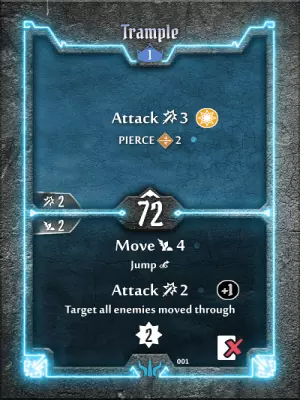 Trample
1
Attack 3
PIERCE 2
2
72
2
Move 4
Jump
Attack 2 +1
Target all enemies moved through
2
001